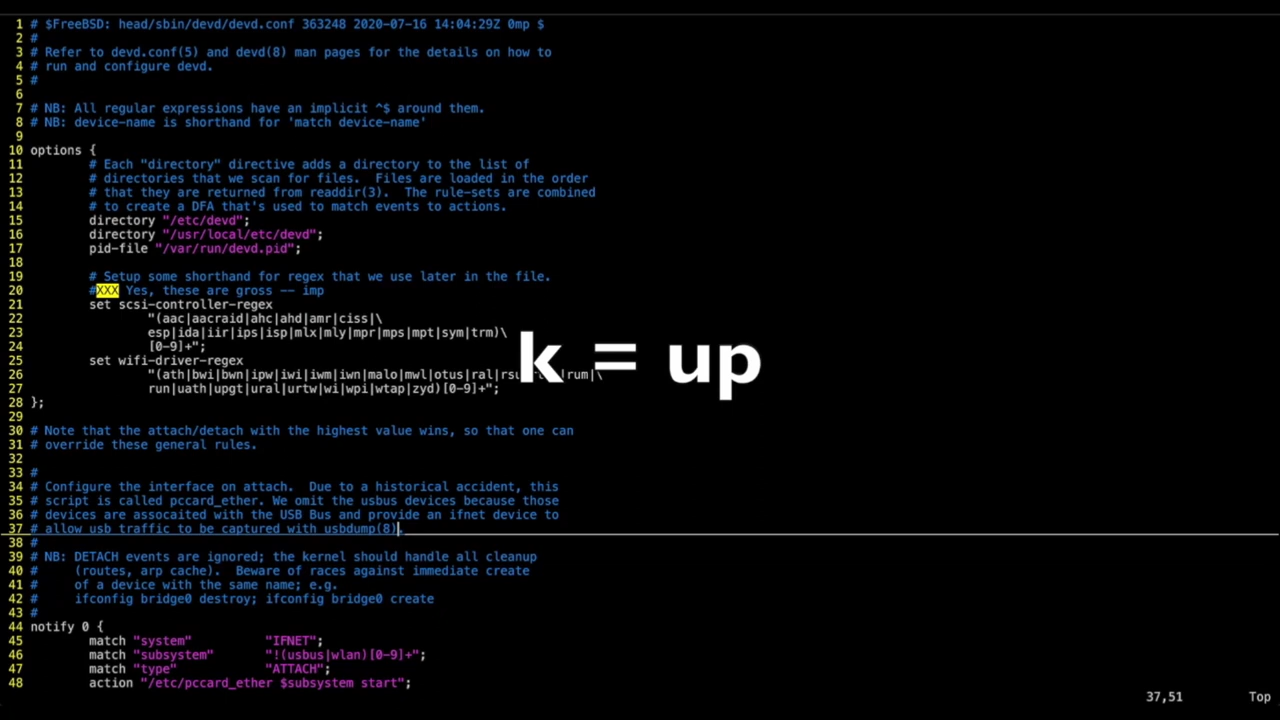 1 # $FreeBSD: head/sbin/devd/devd.conf 363248 2020-07-16 14:04:29Z 0mp $
2 #
3 # Refer to devd.conf(5) and devd(8) man pages for the details on how to
4 # run and configure devd.
5 #
6
7 # NB: All regular expressions have an implicit ^$ around them.
8 # NB: device-name is shorthand for 'match device-name'
9
10 options {
11 # Each "directory" directive adds a directory to the list of
12 # directories that we scan for files.  Files are loaded in the order
13 # that they are returned from readdir(3).  The rule-sets are combined
14 # to create a DFA that's used to match events to actions.
15 directory "/etc/devd";
16 directory "/usr/local/etc/devd";
17 pid-file "/var/run/devd.pid";
18
19 # Setup some shorthand for regex that we use later in the file.
20 #XXX Yes, these are gross -- imp
21 set scsi-controller-regex
22 "(aac|aacraid|ahc|ahd|amr|ciss|\
23 esp|ida|iir|ips|isp|mlx|mly|mpr|mps|mpt|sym|trm)\
24 [0-9]+";
25 set wifi-driver-regex
26 "(ath|bwi|bwn|ipw|iwi|iwm|iwn|malo|mwl|otus|ral|rum|\
27 run|uath|upgt|ural|urtw|wi|wpi|wtap|zyd)[0-9]+";
28 };
29
30 # Note that the attach/detach with the highest value wins, so that one can
31 # override these general rules.
32
33 #
34 # Configure the interface on attach.  Due to a historical accident, this
35 # script is called pccard_ether. We omit the usbus devices because those
36 # devices are assocaited with the USB Bus and provide an ifnet device to
37 # allow usb traffic to be captured with usbdump(8).
38 #
39 # NB: DETACH events are ignored; the kernel should handle all cleanup
40 #     (routes, arp cache).  Beware of races against immediate create
41 #     of a device with the same name; e.g.
42 #     ifconfig bridge0 destroy; ifconfig bridge0 create
43 #
44 notify 0 {
45 match "system" "IFNET";
46 match "subsystem" "!(usbus|wlan)[0-9]+";
47 match "type" "ATTACH";
48 action "/etc/pccard_ether $subsystem start";
k = up
37,51 Top